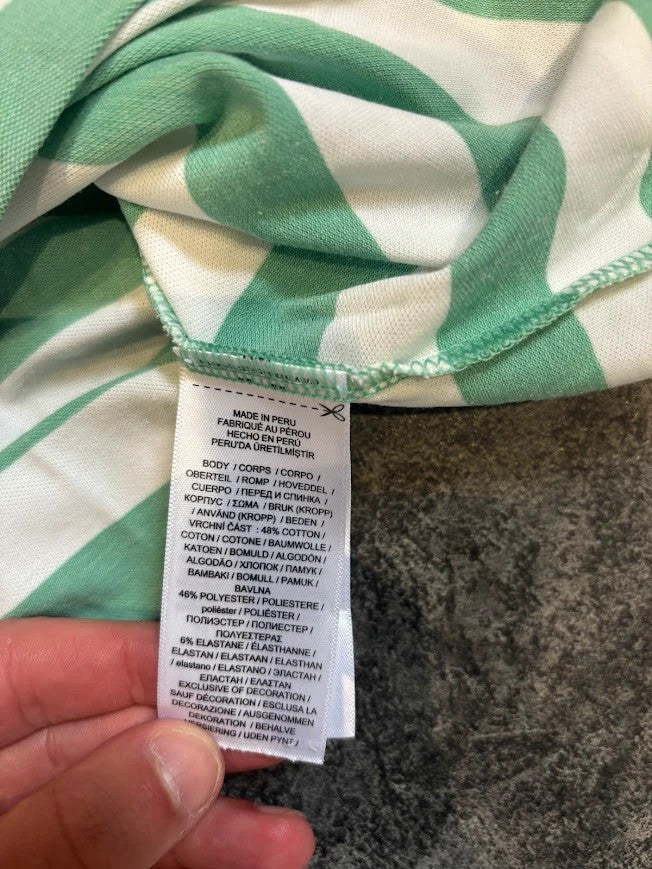 MADE IN PERU
FABRIQUÉ AU PÉROU
HECHO EN PERÚ
PERU'DA ÜRETİLMİŞTİR
BODY / CORPS / CORPO /
OBERTEIL / ROMP / HOVEDDEL /
CUERPO / ПЕРЕД И СПИНКА /
КОРПУС / ΣΩΜΑ / BRUK (KROPP)
/ ANVÄND (KROPP) / BEDEN /
VRCHNÍ ČÁST : 48% COTTON /
COTON / COTONE / BAUMWOLLE /
KATOEN / BOMULD / ALGODÓN /
ALGODÃO / ХЛОПОК / ПАМУК /
ΒΑΜΒΑΚΙ / BOMULL / PAMUK /
BAVLNA
46% POLYESTER / POLIESTERE /
poliéster / POLIÉSTER /
ПОЛИЭСТЕР / ПОЛИЕСТЕР /
ΠΟΛΥΕΣΤΕΡΑΣ
6% ELASTANE / ÉLASTHANNE /
ELASTAN / ELASTAAN / ELASTHAN
/ elastano / ELASTANO / ЭЛАСТАН /
ЕЛАСТАН / ΕΛΑΣΤΑΝ
EXCLUSIVE OF DECORATION /
SAUF DÉCORATION / ESCLUSA LA
DECORAZIONE / AUSGENOMMEN
DEKORATION / BEHALVE
VERSIERING / UDEN PYNT /